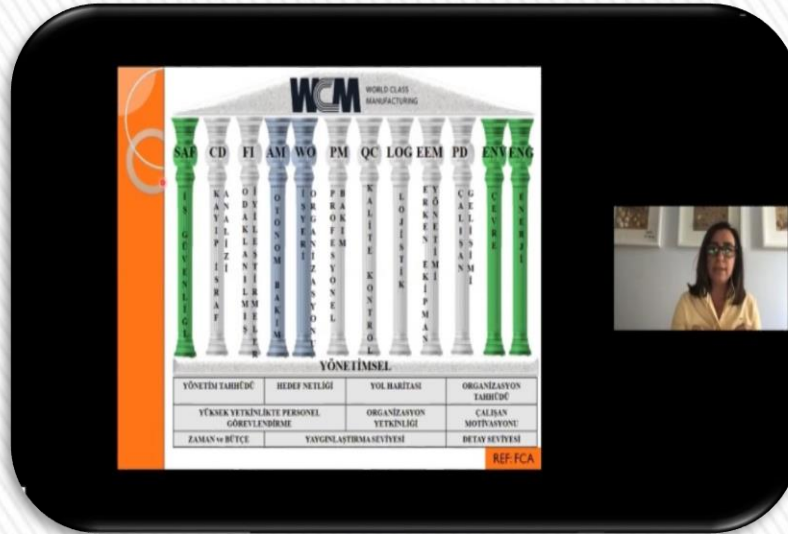 WCM
WORLD CLASS
MANUFACTURING
SAF CD FI AM WO PM QC LOG EEM PD ENV ENG
İŞ GÜVENLİĞİ
KAYIP İSRAF
ANALİZİ
ODAKLANILMIŞ
İYİLEŞTİRMELER
OTONOM BAKIM
İŞYERİ
ORGANİZASYONU
PROFESYONEL
BAKIM
KALİTE KONTROL
LOJİSTİK
ERKEN EKİPMAN
YÖNETİMİ
ÇALIŞAN
GELİŞİMİ
ÇEVRE
ENERJİ
YÖNETİMSEL
YÖNETİM TAHHÜDÜ HEDEF NETLİĞİ YOL HARİTASI ORGANİZASYON
TAHHÜDÜ
YÜKSEK YETKİNLİKTE PERSONEL
GÖREVLENDİRME
ORGANİZASYON
YETKİNLİĞİ
ÇALIŞAN
MOTİVASYONU
ZAMAN ve BÜTÇE YAYGINLAŞTIRMA SEVİYESİ DETAY SEVİYESİ
REF: FCA